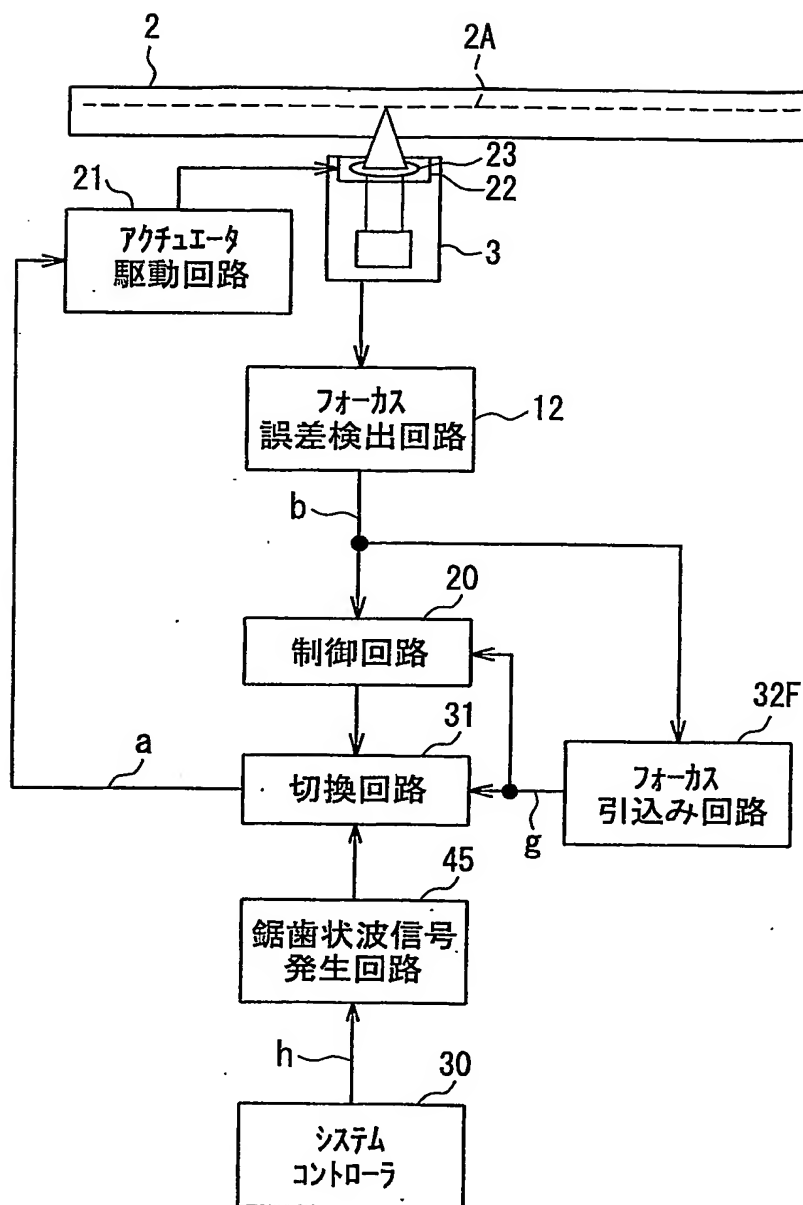 2
2A
23
22
21
アクチュエータ
駆動回路
3
フォーカス
誤差検出回路
12
b
20
制御回路
31
32F
a
切換回路
フォーカス
引込み回路
g
45
鋸歯状波信号
発生回路
h
30
システム
コントローラ